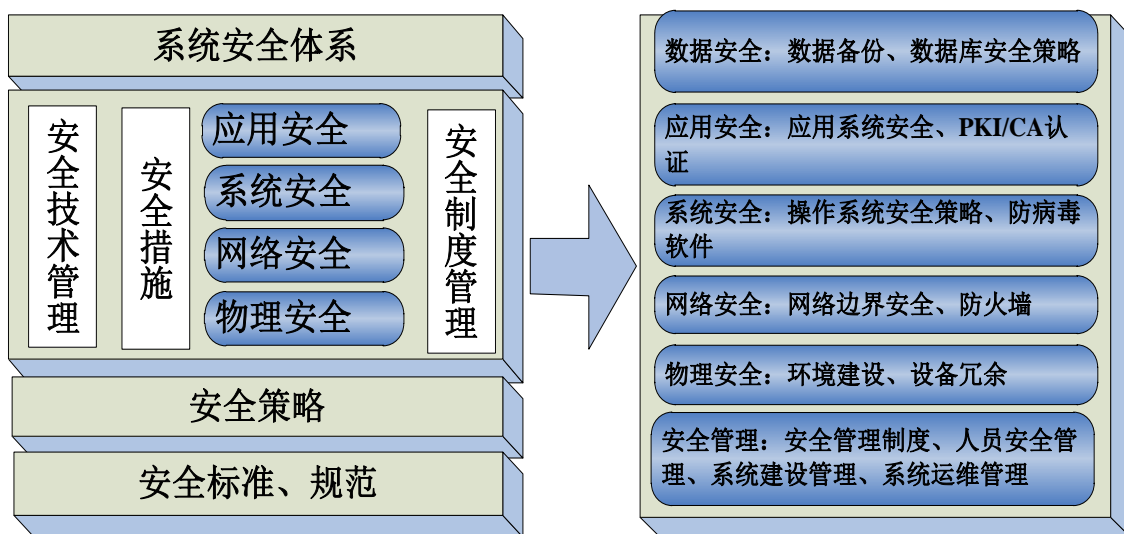 系统安全体系
安全技术管理
安全措施
应用安全
系统安全
网络安全
物理安全
安全制度管理
安全策略
安全标准、规范
数据安全：数据备份、数据库安全策略
应用安全：应用系统安全、PKI/CA认
证
系统安全：操作系统安全策略、防病毒
软件
网络安全：网络边界安全、防火墙
物理安全：环境建设、设备冗余
安全管理：安全管理制度、人员安全管
理、系统建设管理、系统运维管理